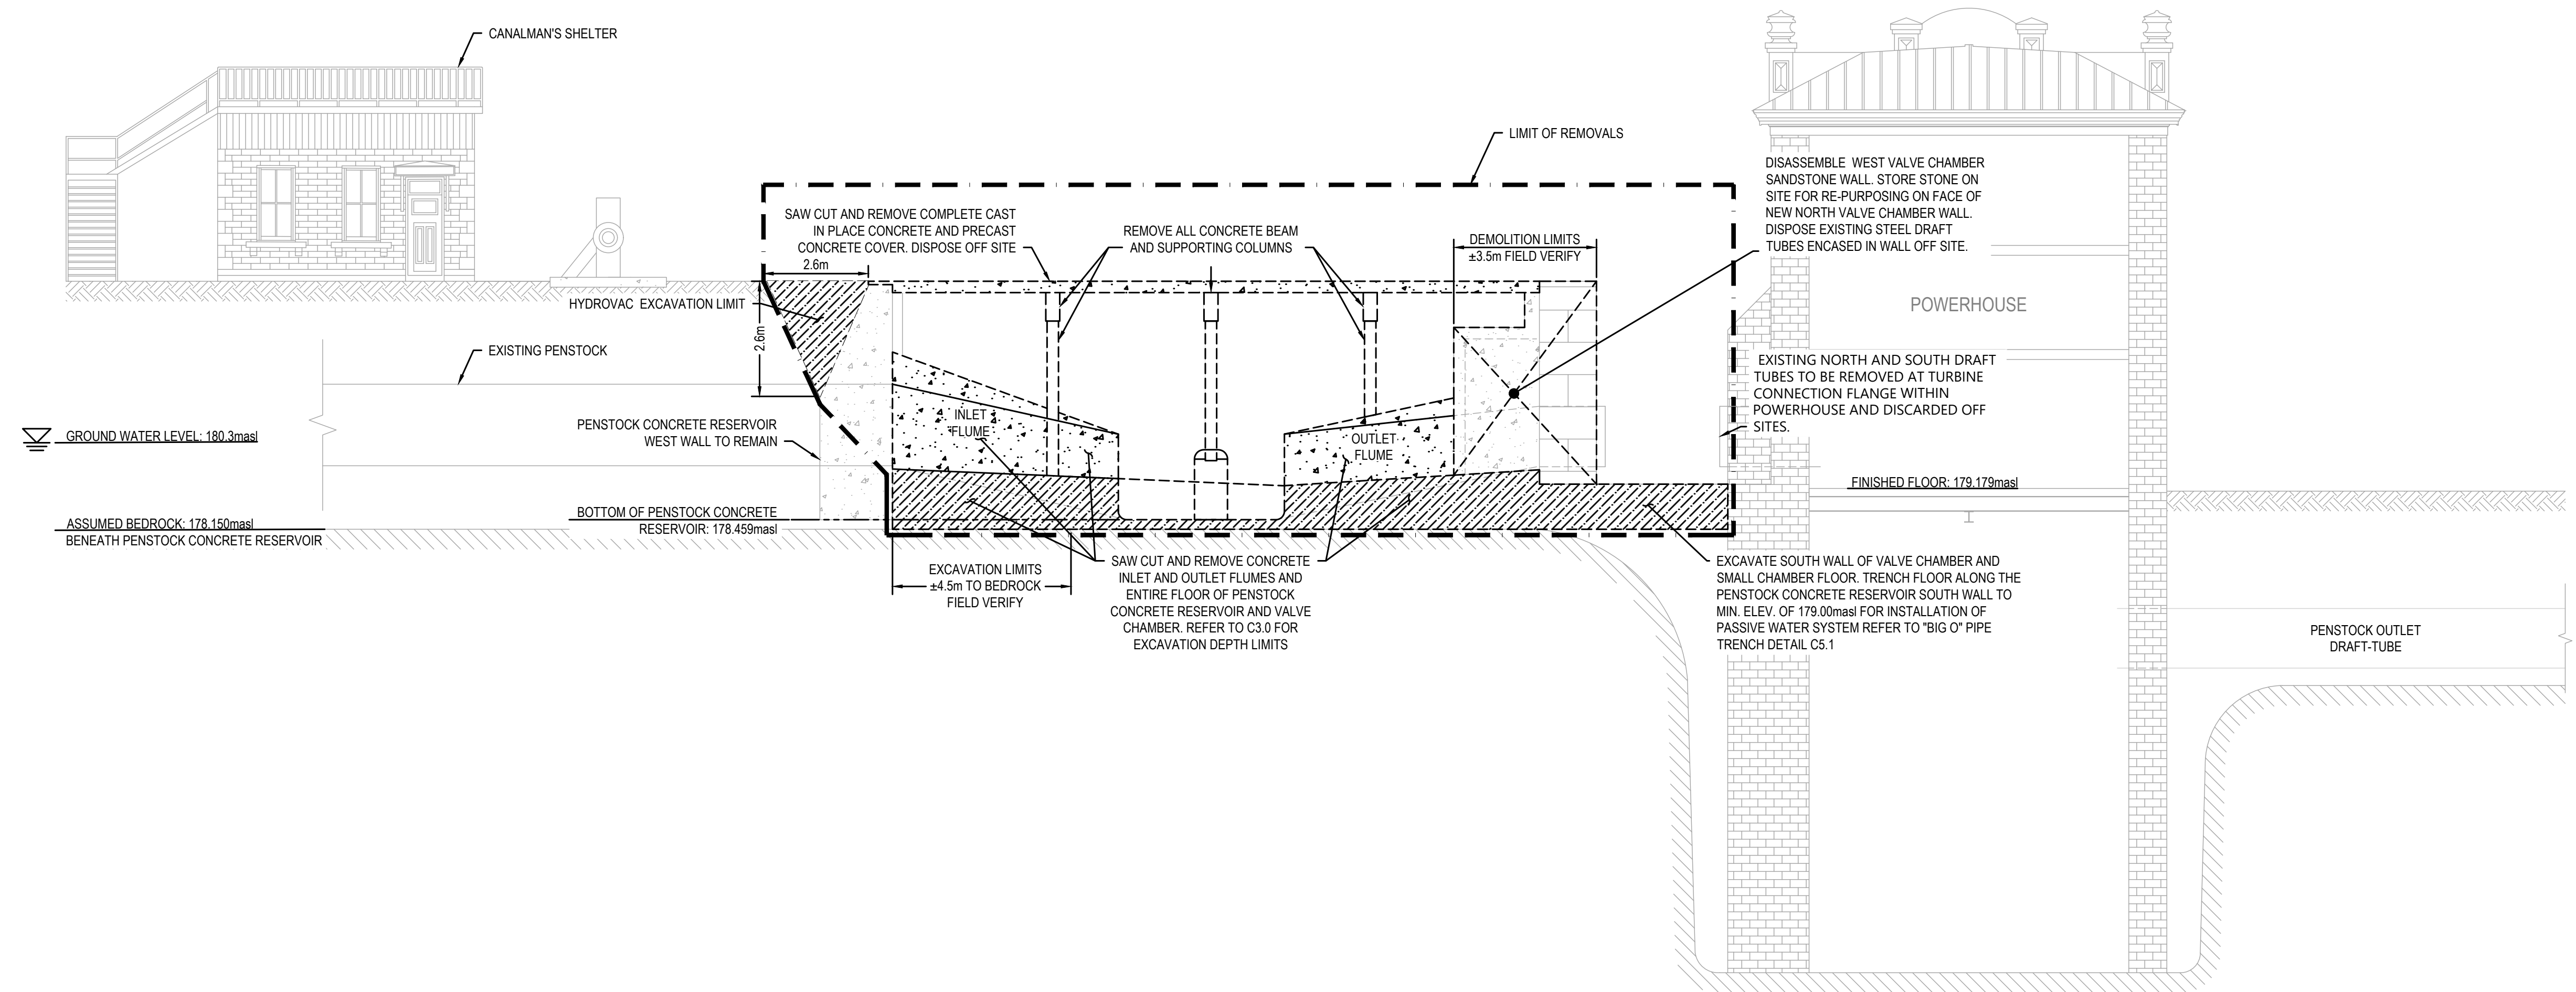 CANALMAN'S SHELTER
LIMIT OF REMOVALS
DISASSEMBLE WEST VALVE CHAMBER
SANDSTONE WALL. STORE STONE ON
SITE FOR RE-PURPOSING ON FACE OF
NEW NORTH VALVE CHAMBER WALL.
DISPOSE EXISTING STEEL DRAFT
TUBES ENCASED IN WALL OFF SITE.
SAW CUT AND REMOVE COMPLETE CAST
IN PLACE CONCRETE AND PRECAST
CONCRETE COVER. DISPOSE OFF SITE
REMOVE ALL CONCRETE BEAM
AND SUPPORTING COLUMNS
DEMOLITION LIMITS
±3.5m FIELD VERIFY
2.6m
HYDROVAC EXCAVATION LIMIT
2.6m
POWERHOUSE
EXISTING PENSTOCK
EXISTING NORTH AND SOUTH DRAFT
TUBES TO BE REMOVED AT TURBINE
CONNECTION FLANGE WITHIN
POWERHOUSE AND DISCARDED OFF
SITES.
INLET
FLUME
OUTLET
FLUME
PENSTOCK CONCRETE RESERVOIR
WEST WALL TO REMAIN
GROUND WATER LEVEL: 180.3masl
FINISHED FLOOR: 179.179masl
BOTTOM OF PENSTOCK CONCRETE
RESERVOIR: 178.459masl
ASSUMED BEDROCK: 178.150masl
BENEATH PENSTOCK CONCRETE RESERVOIR
EXCAVATION LIMITS
±4.5m TO BEDROCK
FIELD VERIFY
SAW CUT AND REMOVE CONCRETE
INLET AND OUTLET FLUMES AND
ENTIRE FLOOR OF PENSTOCK
CONCRETE RESERVOIR AND VALVE
CHAMBER. REFER TO C3.0 FOR
EXCAVATION DEPTH LIMITS
EXCAVATE SOUTH WALL OF VALVE CHAMBER AND
SMALL CHAMBER FLOOR. TRENCH FLOOR ALONG THE
PENSTOCK CONCRETE RESERVOIR SOUTH WALL TO
MIN. ELEV. OF 179.00masl FOR INSTALLATION OF
PASSIVE WATER SYSTEM REFER TO "BIG O" PIPE
TRENCH DETAIL C5.1
PENSTOCK OUTLET
DRAFT-TUBE